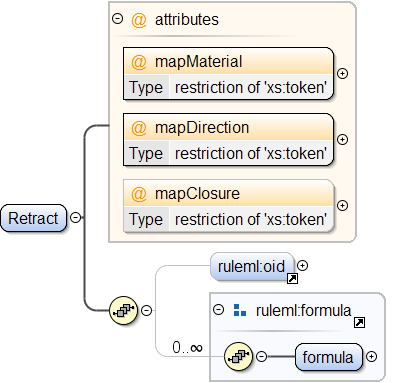 @ attributes
@ mapMaterial
Type restriction of 'xs:token'
@ mapDirection
Type restriction of 'xs:token'
@ mapClosure
Type restriction of 'xs:token'
Retract
ruleml:oid
ruleml:formula
0..∞
formula